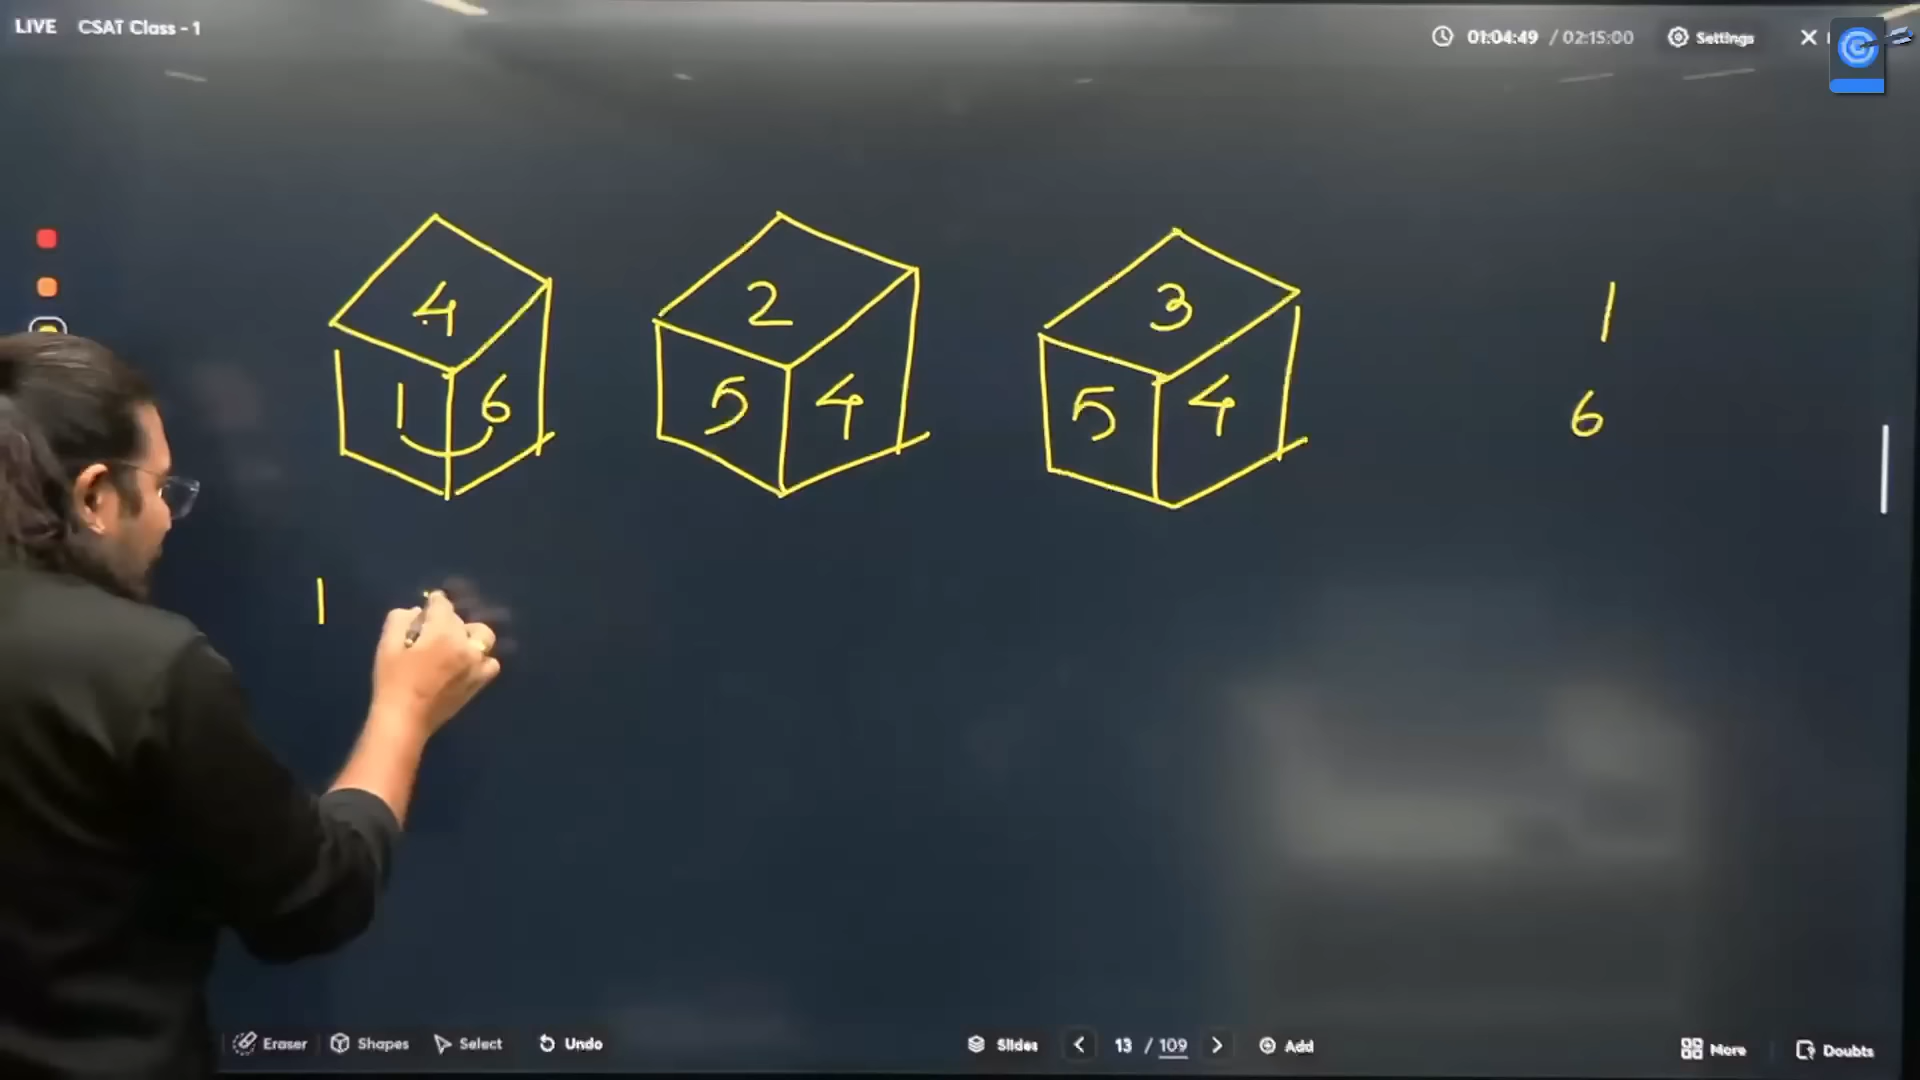 LIVE CSAT Class - 1
01:04:49 / 02:15:00 Settings
4 2 3 1
1 6 5 4 5 4 6
1
Eraser Shapes Select Undo Slides 13 / 109 Add More Doubts